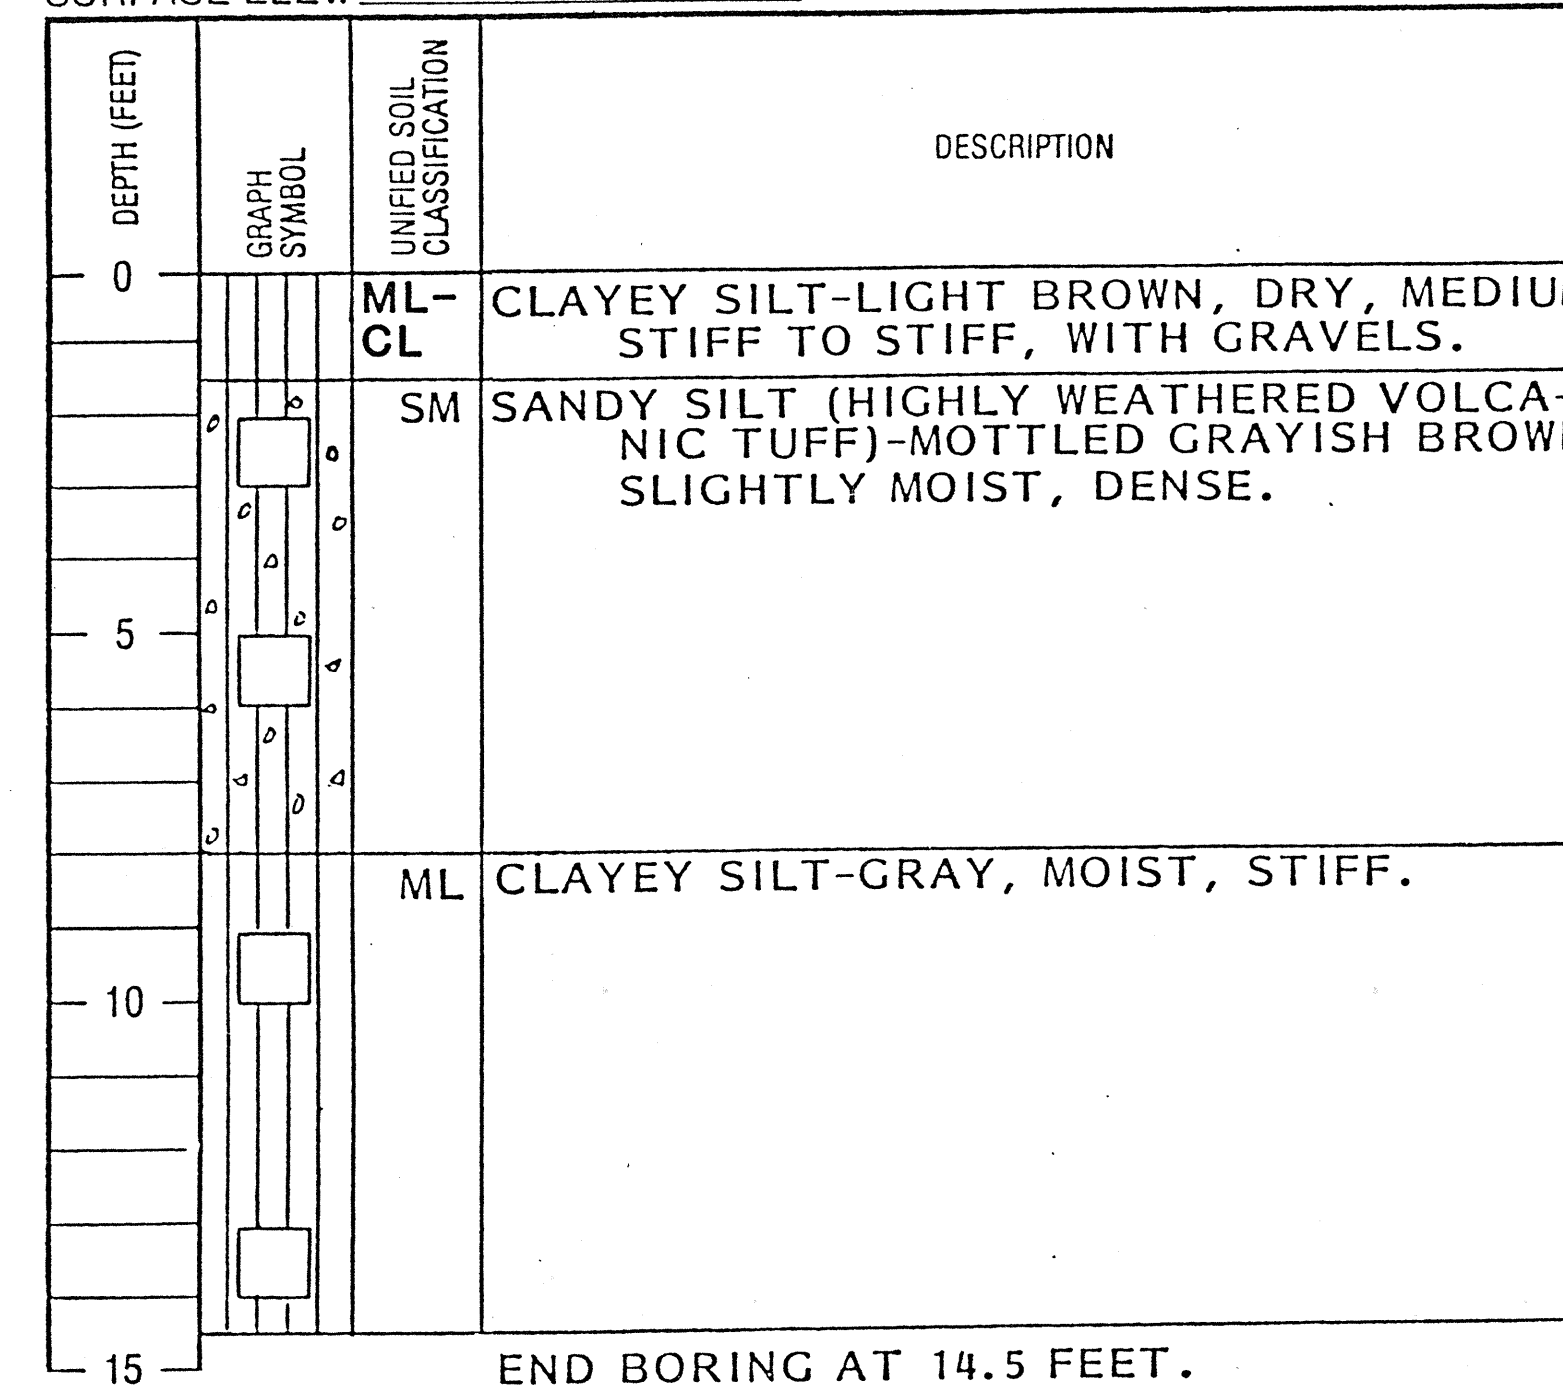 DEPTH (FEET)
GRAPH
SYMBOL
UNIFIED SOIL
CLASSIFICATION
DESCRIPTION
0
ML- CLAYEY SILT-LIGHT BROWN, DRY,
CL STIFF TO STIFF, WITH GRAVELS.
SM SANDY SILT (HIGHLY WEATHERED VOLCA-
NIC TUFF)-MOTTLED GRAYISH
SLIGHTLY MOIST, DENSE.
5
ML CLAYEY SILT-GRAY, MOIST, STIFF.
10
15 END BORING AT 14.5 FEET.